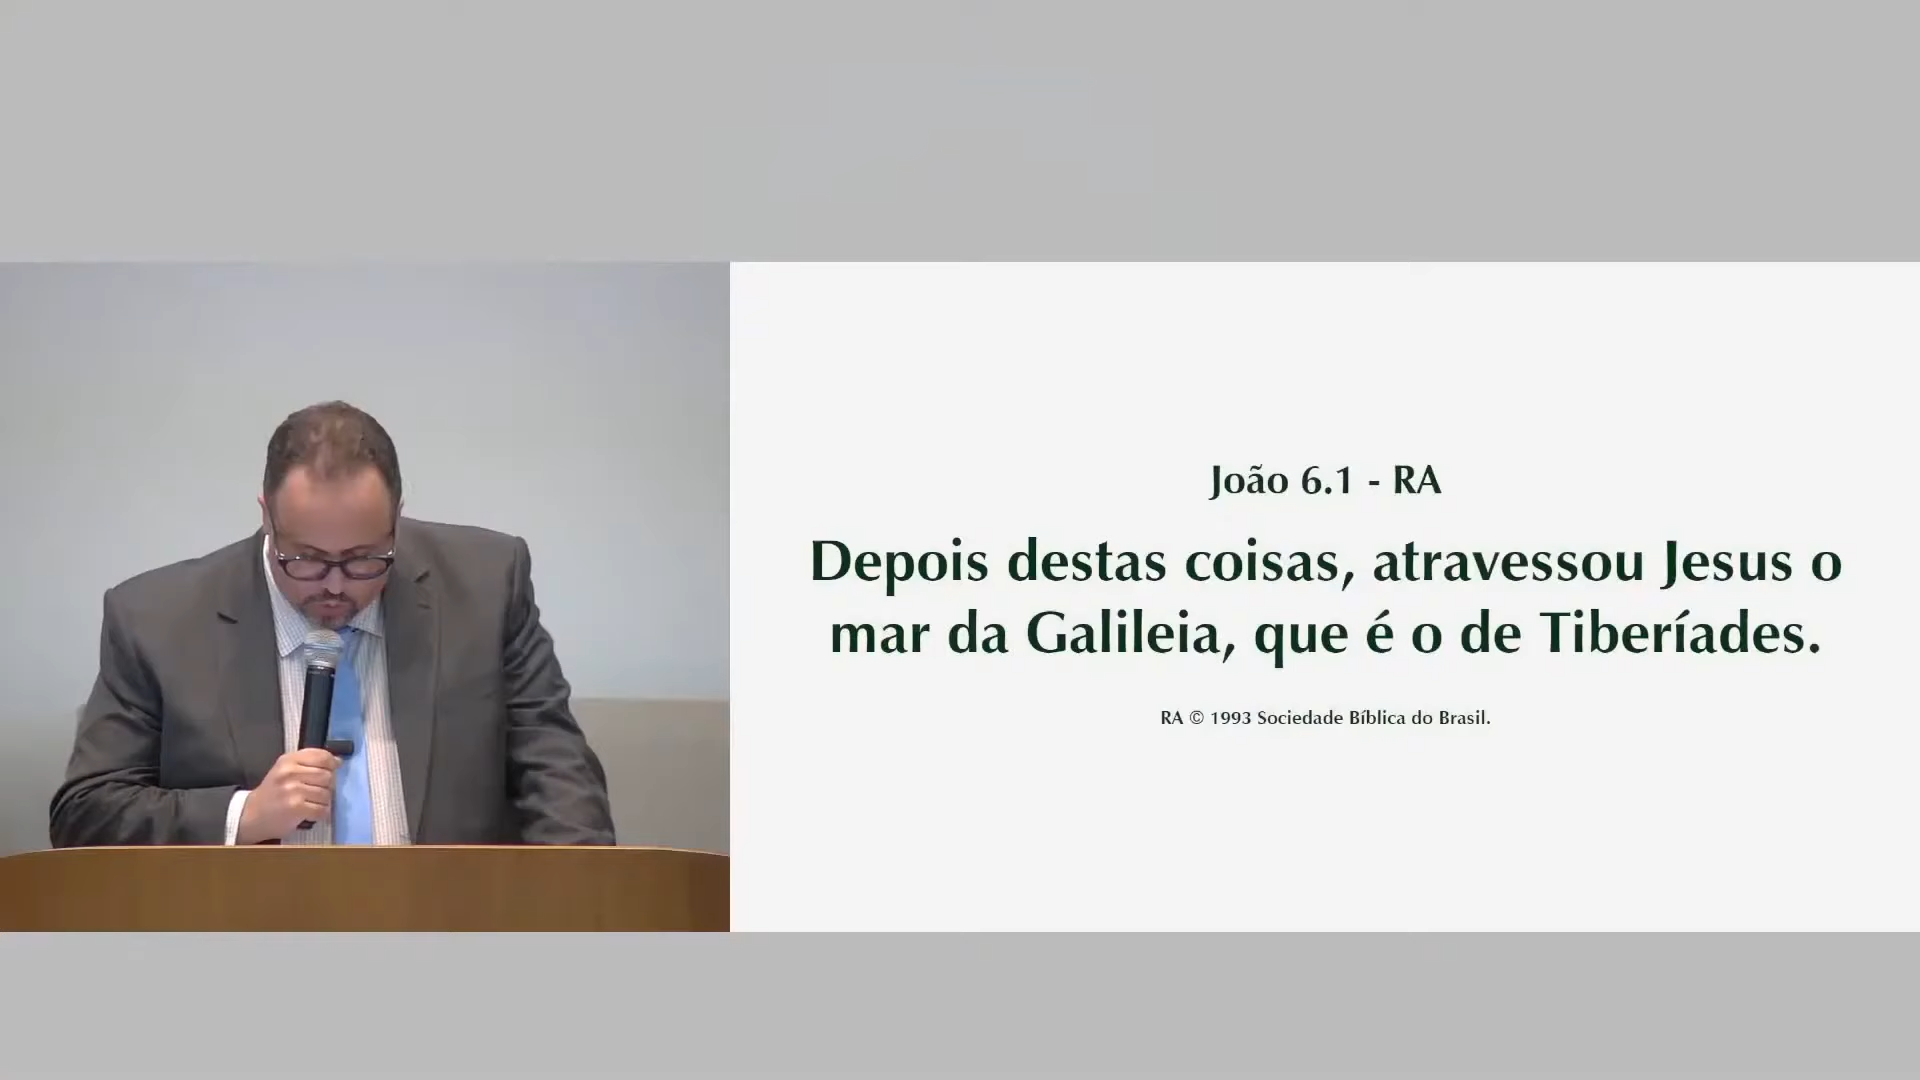 João 6.1 - RA
Depois destas coisas, atravessou Jesus o
mar da Galileia, que é o de Tiberíades.
RA © 1993 Sociedade Bíblica do Brasil.